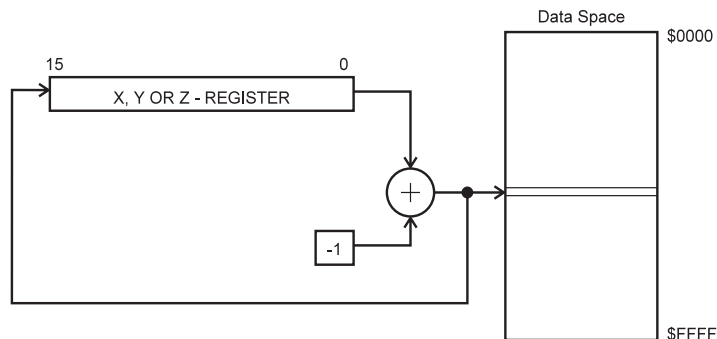 Data Space
$0000
15 0
X, Y OR Z - REGISTER
+
-1
$FFFF